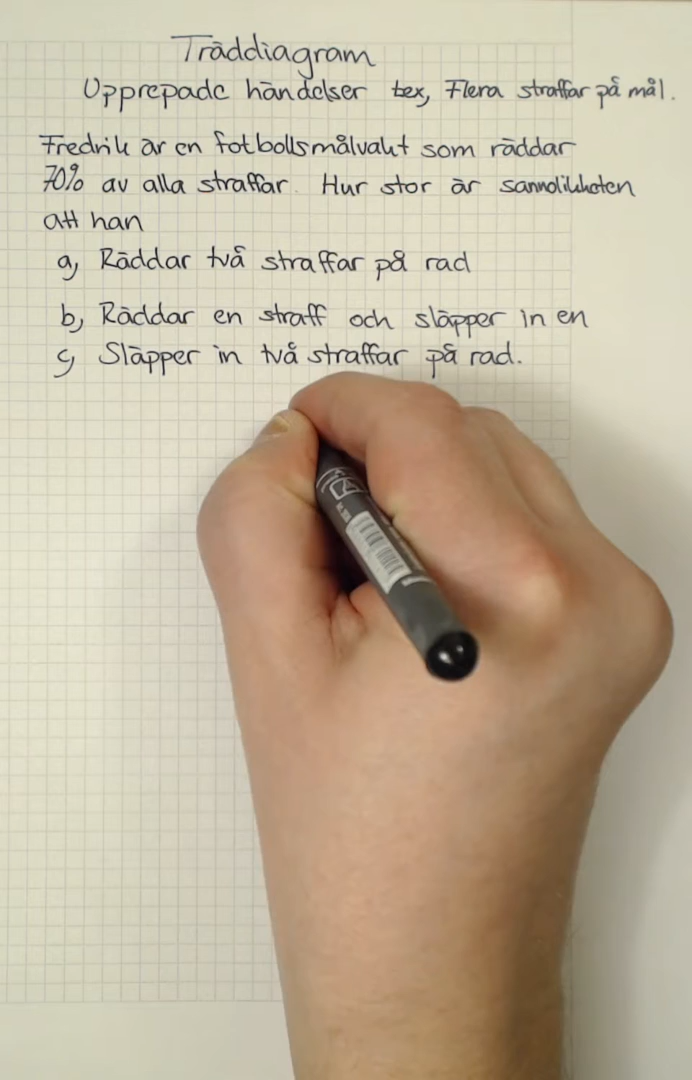 Träddiagram
Upprepade händelser tex, Flera straffar på mål.
Fredrik är en fotbollsmålvakt som räddar
70% av alla straffar. Hur stor är sannolikheten
att han
a, Räddar två straffar på rad
b, Räddar en straff och släpper in en
c, Släpper in två straffar på rad.